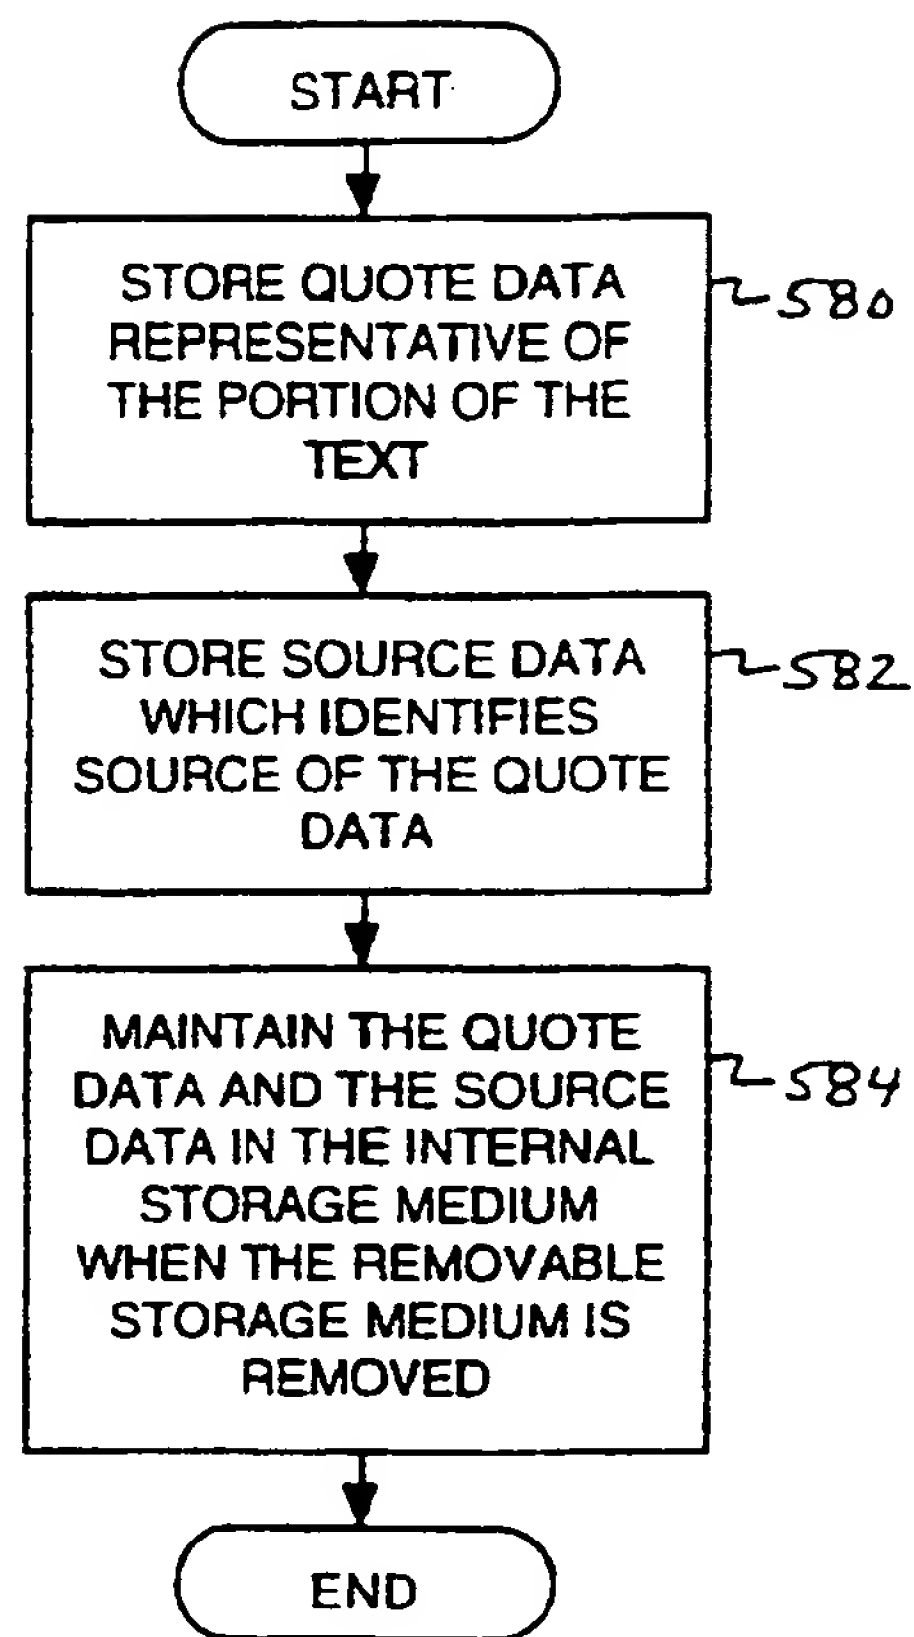 START
STORE QUOTE DATA
REPRESENTATIVE OF
THE PORTION OF THE
TEXT
580
STORE SOURCE DATA
WHICH IDENTIFIES
SOURCE OF THE QUOTE
DATA
582
MAINTAIN THE QUOTE
DATA AND THE SOURCE
DATA IN THE INTERNAL
STORAGE MEDIUM
WHEN THE REMOVABLE
STORAGE MEDIUM IS
REMOVED
584
END